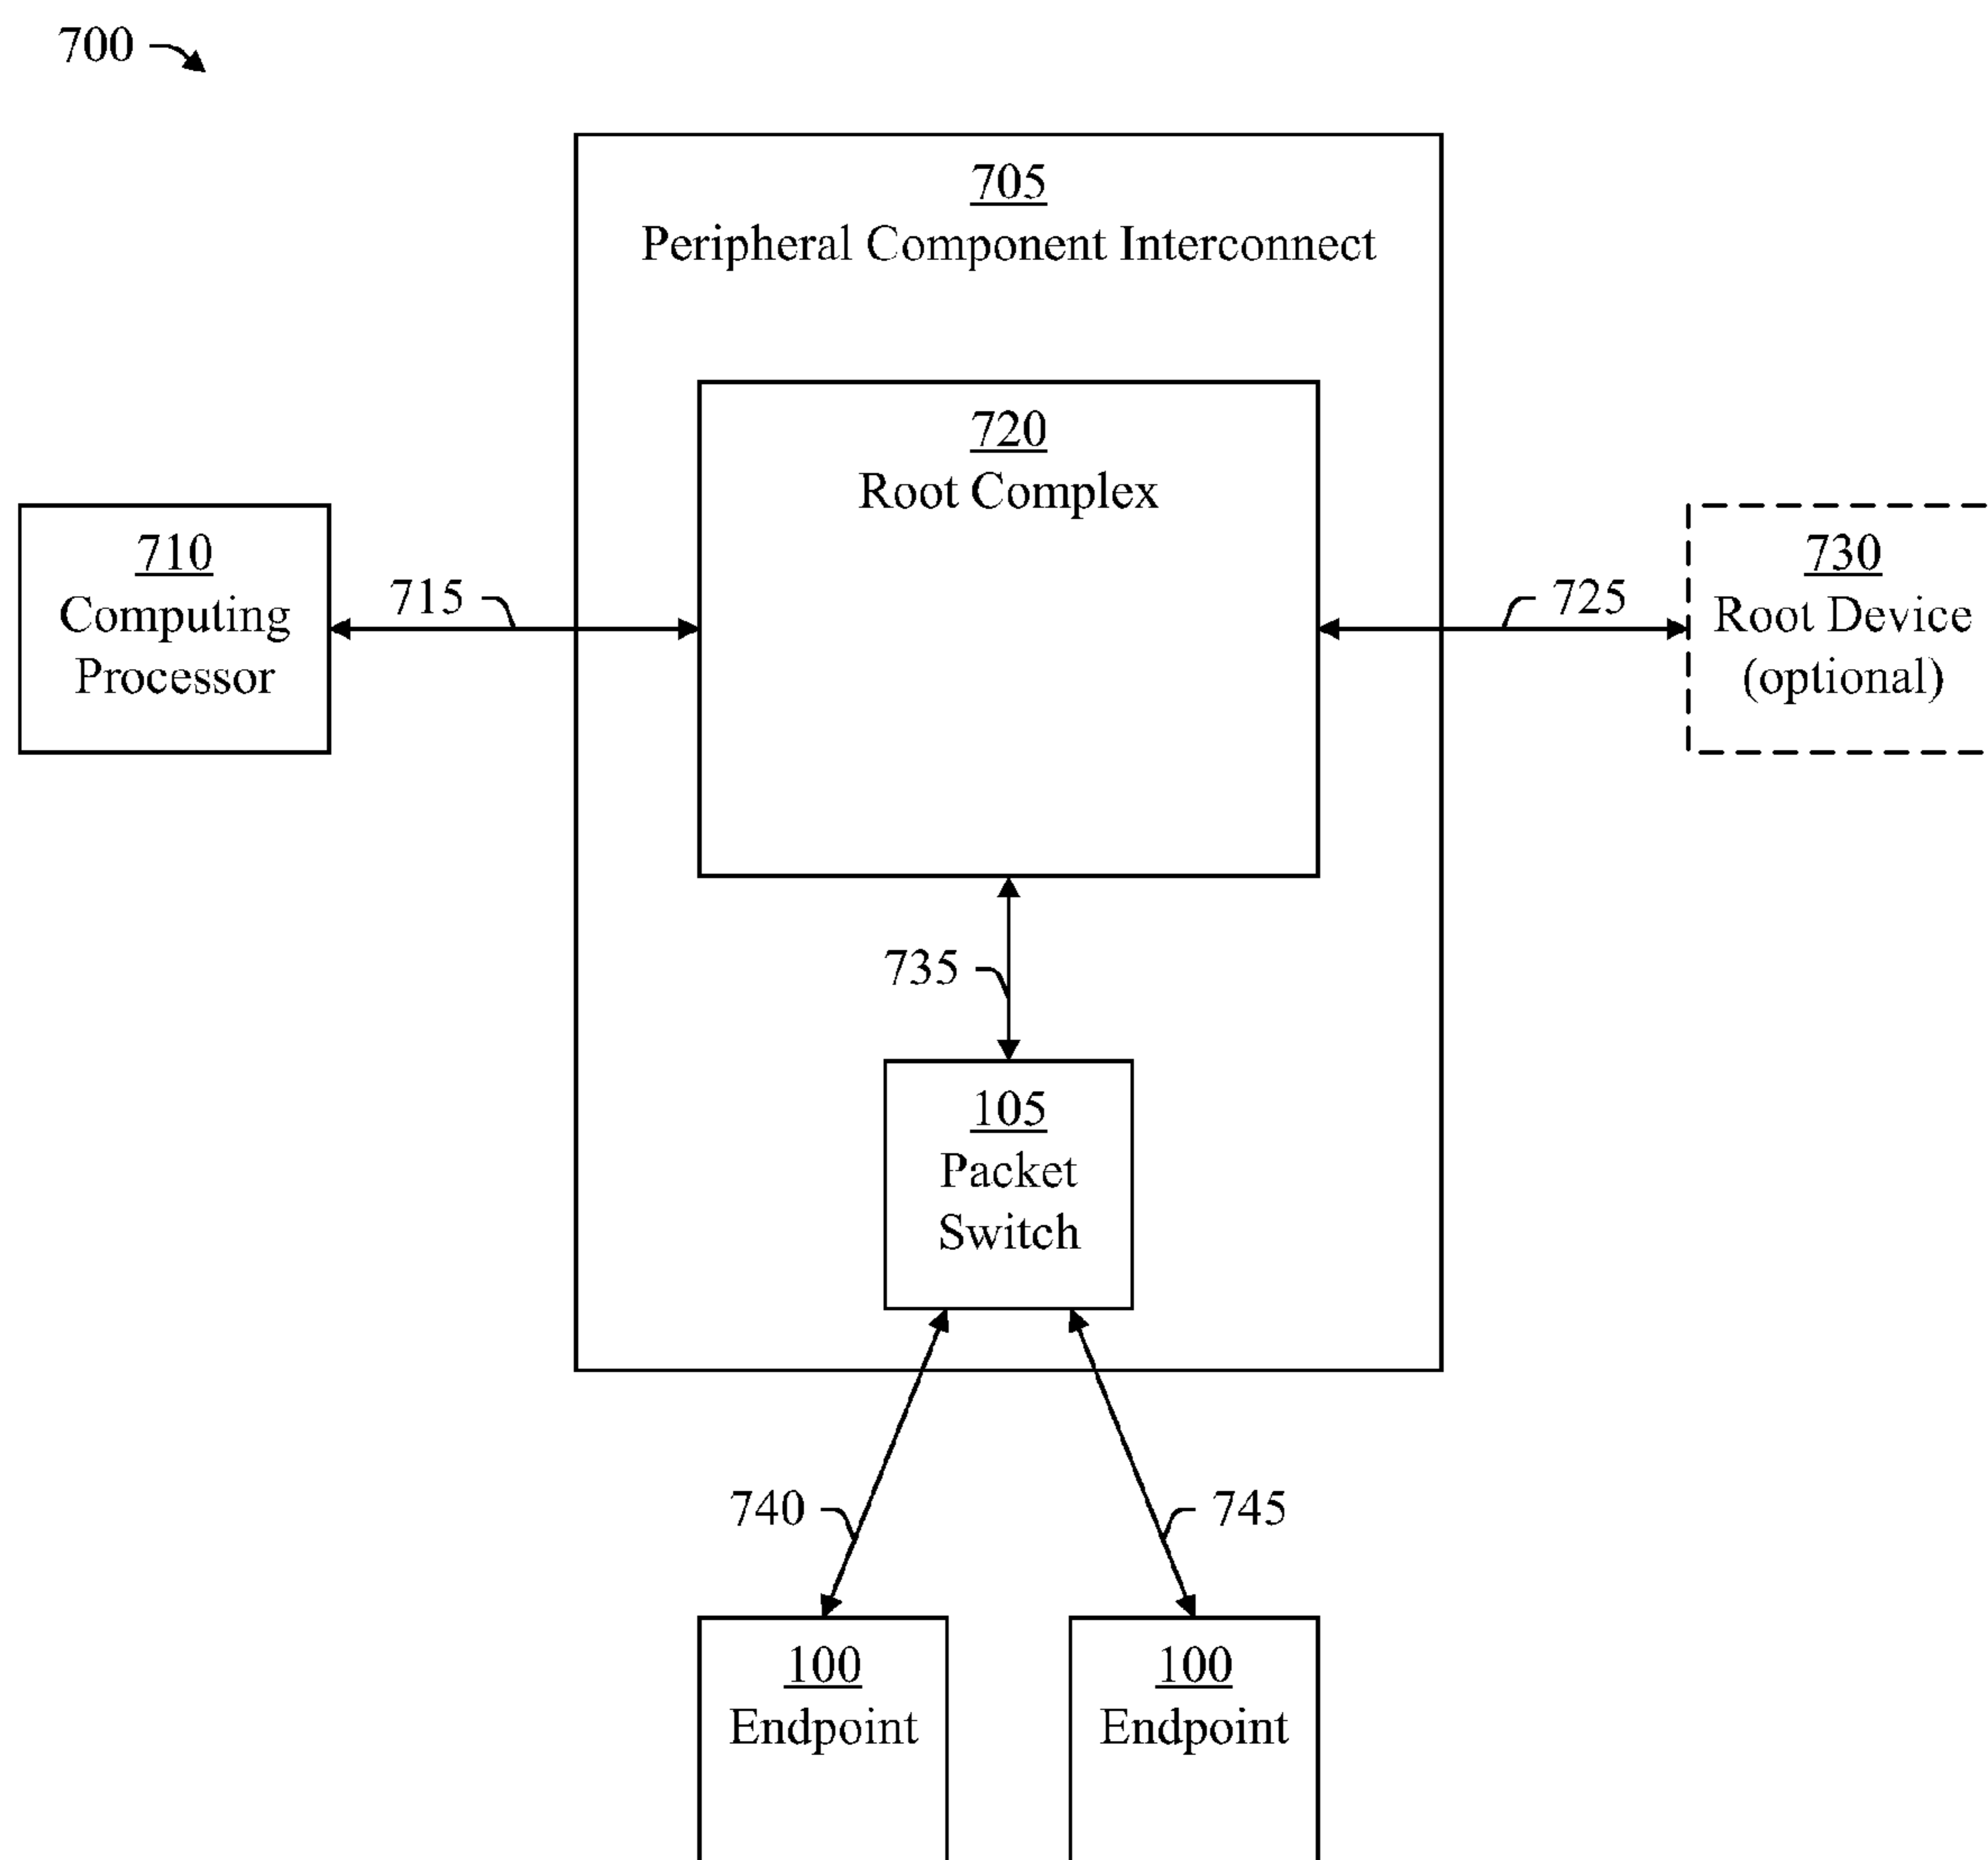 700
705
Peripheral Component Interconnect
720
Root Complex
710
Computing
Processor
715
725
730
Root Device
(optional)
735
105
Packet
Switch
740
745
100
Endpoint
100
Endpoint